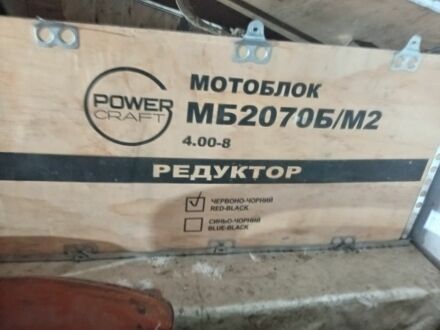 POWER
CRAFT
МОТОБЛОК
МБ2070Б/М2
4.00-8
РЕДУКТОР
ЧЕРВОНО-ЧОРНИЙ
RED-BLACK
СИНЬО-ЧОРНИЙ
BLUE-BLACK